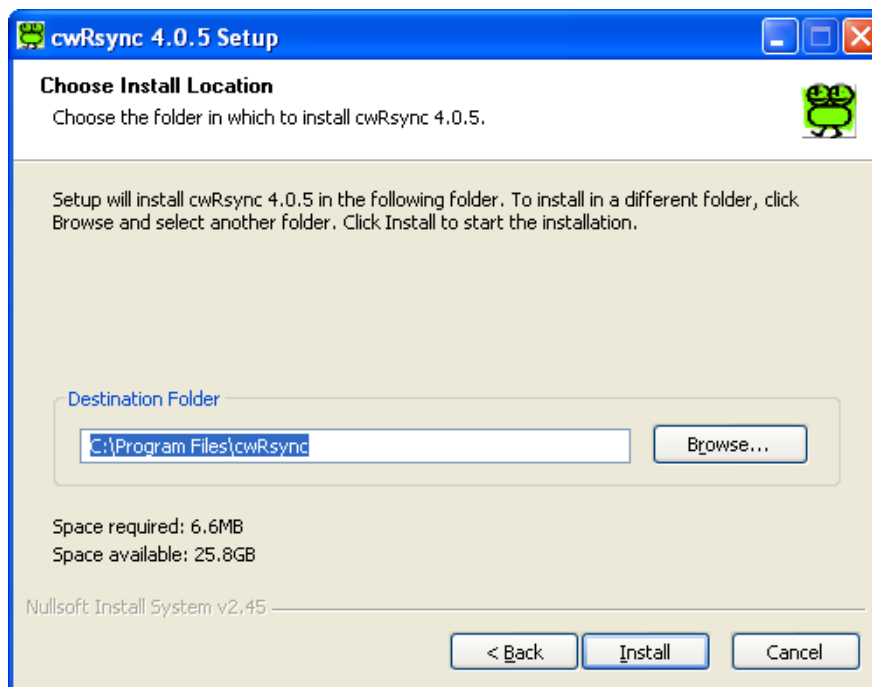 cwRsync 4.0.5 Setup
Choose Install Location
Choose the folder in which to install cwRsync 4.0.5.
Setup will install cwRsync 4.0.5 in the following folder. To install in a different folder, click
Browse and select another folder. Click Install to start the installation.
Destination Folder
C:\Program Files\cwRsync
Browse...
Space required: 6.6MB
Space available: 25.8GB
Nullsoft Install System v2.45
< Back Install Cancel